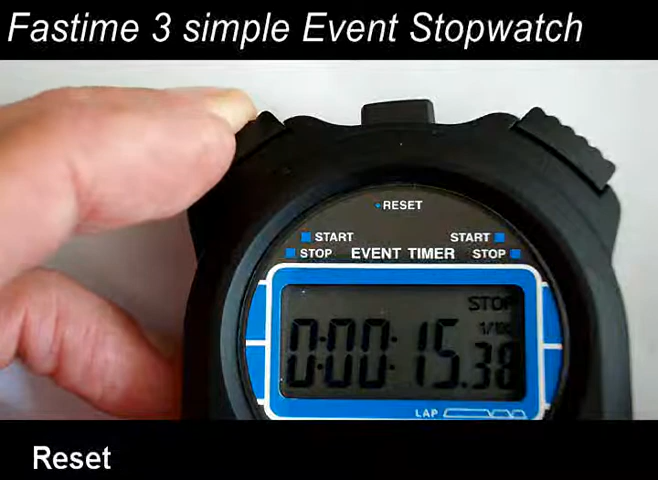 Fastime 3 simple Event Stopwatch
RESET
START START
STOP EVENT TIMER STOP
STOP
1/100
0:00:15.38
LAP
Reset